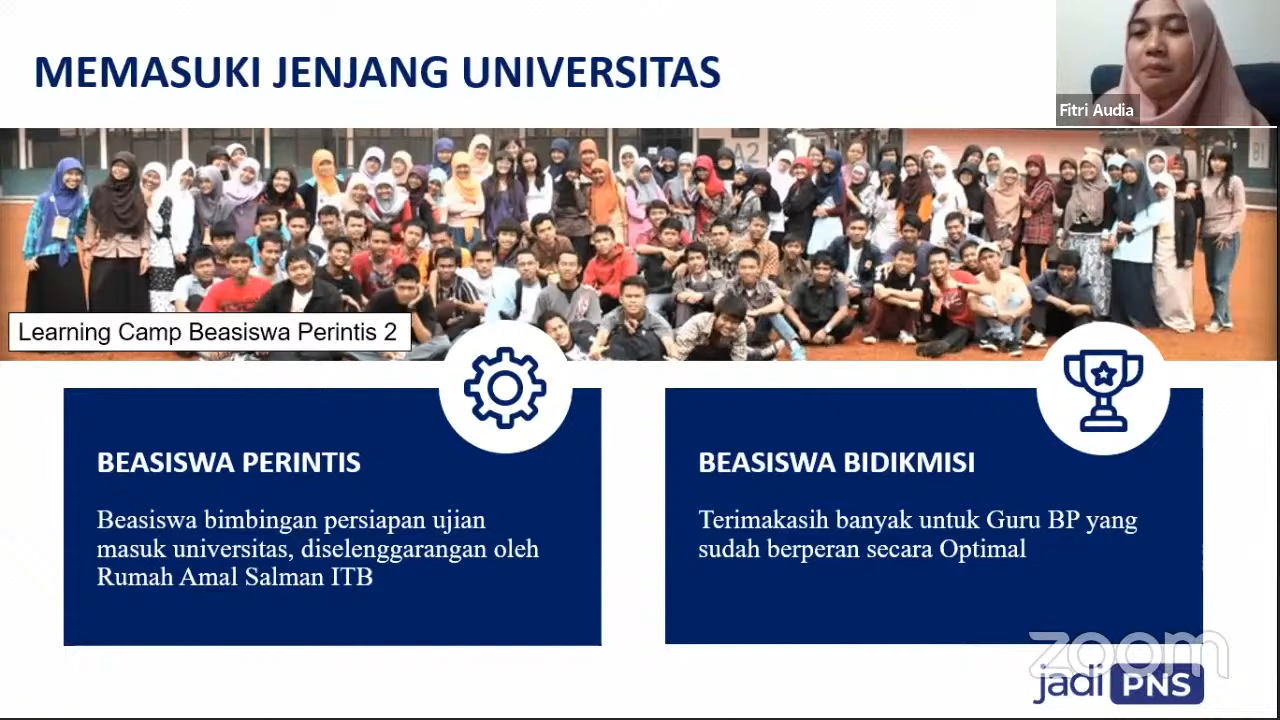 MEMASUKI JENJANG UNIVERSITAS
Fitri Audia
A2
B1
Learning Camp Beasiswa Perintis 2
BEASISWA PERINTIS
Beasiswa bimbingan persiapan ujian
masuk universitas, diselenggarangan oleh
Rumah Amal Salman ITB
BEASISWA BIDIKMISI
Terimakasih banyak untuk Guru BP yang
sudah berperan secara Optimal
zoom
jadi PNS